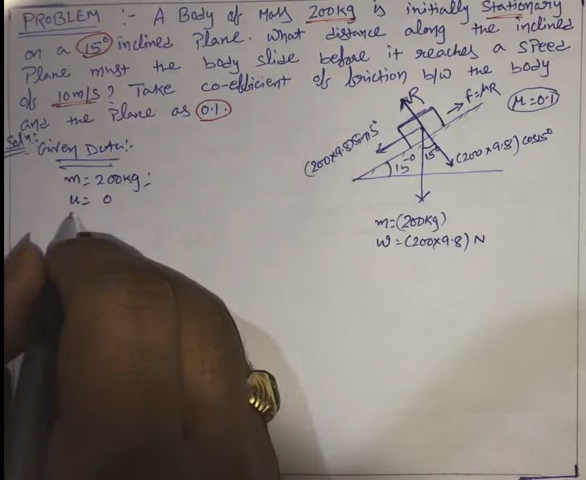 PROBLEM :- A Body of Mass 200kg is initially Stationary
on a 15° inclined Plane. What distance along the inclined
Plane must the body slide before it reaches a speed
of 10m/s? Take co-efficient of friction b/w the body
and the Plane as 0.1.
Solⁿ:-
Given Data:-
m = 200kg
u = 0
R
F=μR
μ=0.1
(200×9.8)sin15°
15°
15°
(200×9.8) cos15°
m=(200kg)
w=(200×9.8) N